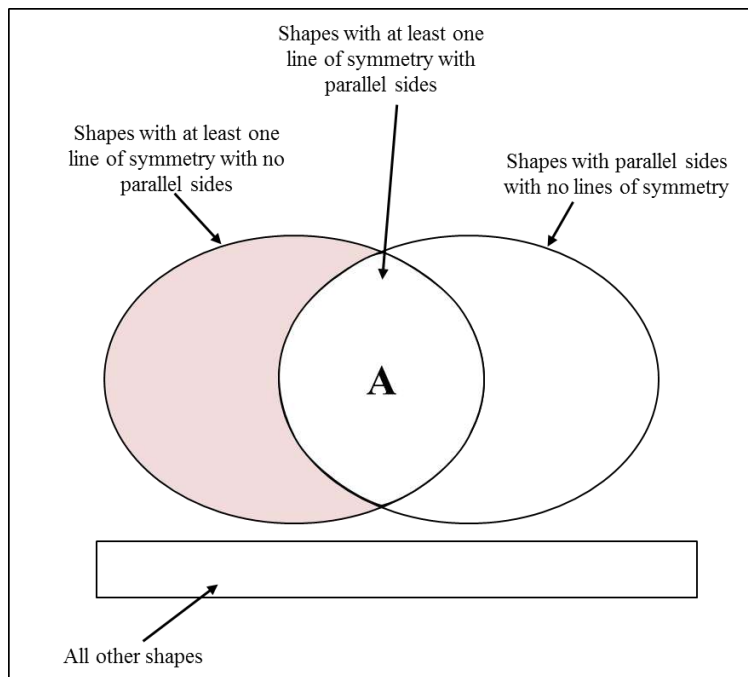 Shapes with at least one
line of symmetry with
parallel sides
Shapes with at least one
line of symmetry with no
parallel sides
Shapes with parallel sides
with no lines of symmetry
A
All other shapes